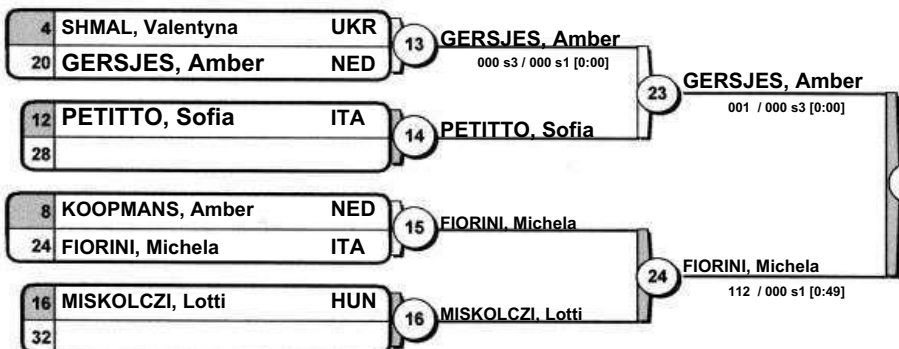 4 SHMAL, Valentyna UKR
20 GERSJES, Amber NED
13 GERSJES, Amber
000 s3 / 000 s1 [0:00]
12 PETITTO, Sofia ITA
28
14 PETITTO, Sofia
23 GERSJES, Amber
001 / 000 s3 [0:00]
8 KOOPMANS, Amber NED
24 FIORINI, Michela ITA
15 FIORINI, Michela
16 MISKOLCZI, Lotti HUN
32
16 MISKOLCZI, Lotti
24 FIORINI, Michela
112 / 000 s1 [0:49]